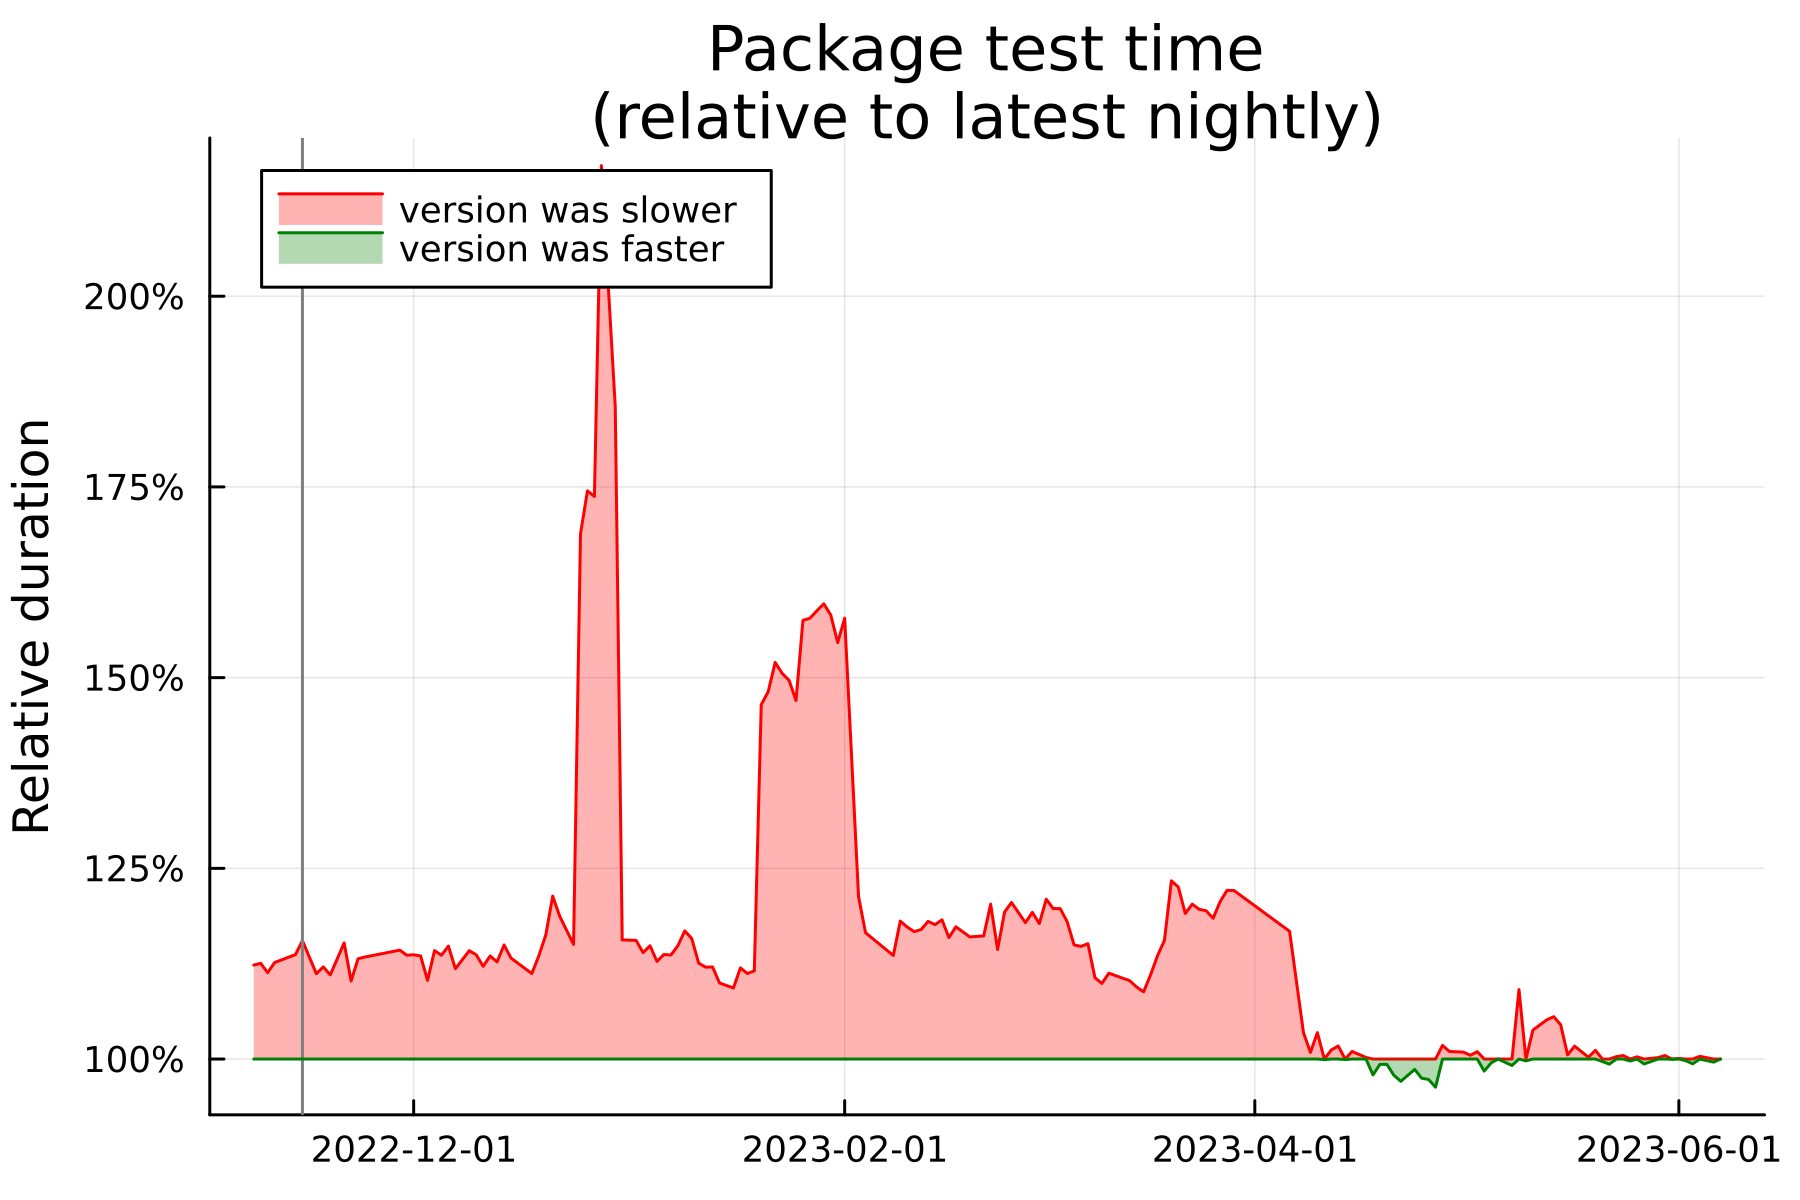 Package test time
(relative to latest nightly)
version was slower
version was faster
200%
175%
150%
125%
100%
Relative duration
2022-12-01
2023-02-01
2023-04-01
2023-06-01